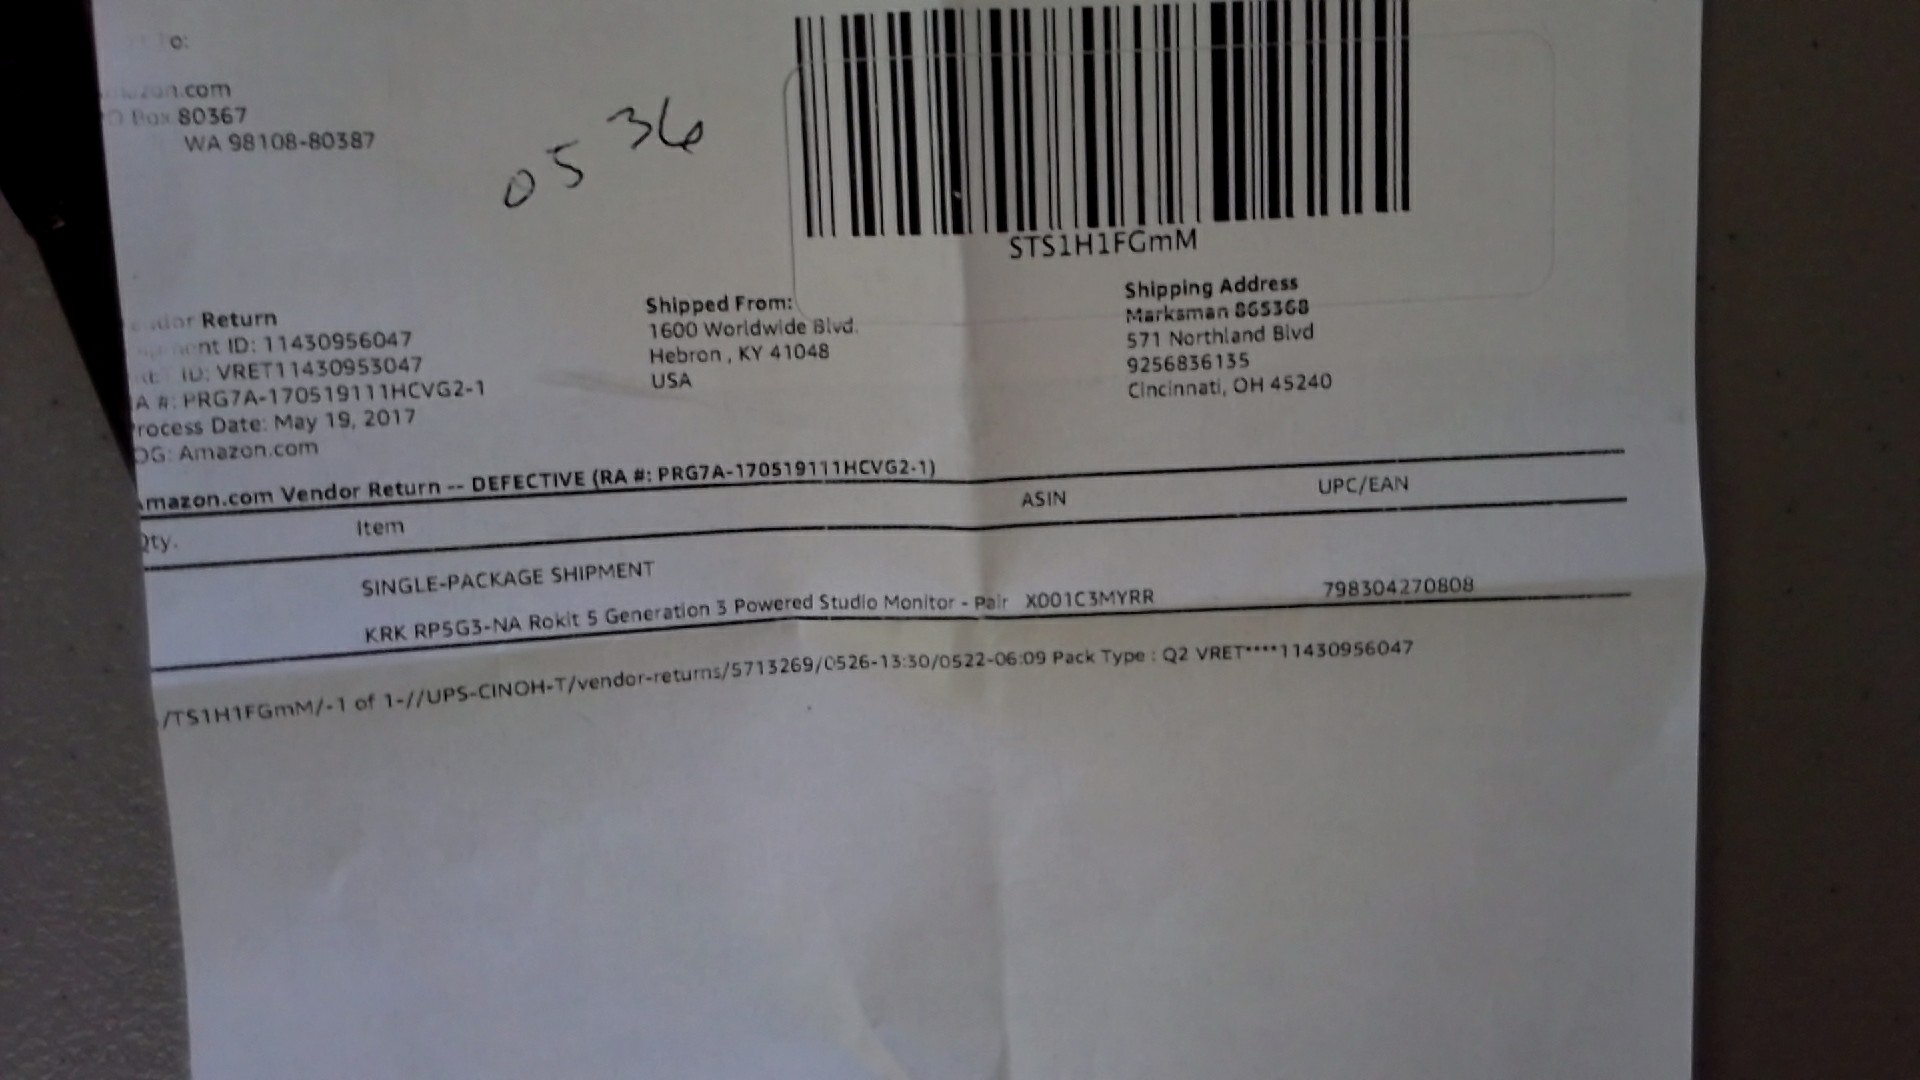 To:
.com
Box 80367
WA 98108-80387
0536
STS1H1FGmM
Return
ID: 11430956047
ID: VRET11430953047
A #: PRG7A-170519111HCVG2-1
Process Date: May 19, 2017
OG: Amazon.com
Shipped From:
1600 Worldwide Blvd.
Hebron , KY 41048
USA
Shipping Address
Marksman 865368
571 Northland Blvd
9256836135
Cincinnati, OH 45240
Amazon.com Vendor Return -- DEFECTIVE (RA #: PRG7A-170519111HCVG2-1)
Qty. Item ASIN UPC/EAN
SINGLE-PACKAGE SHIPMENT
KRK RP5G3-NA Rokit 5 Generation 3 Powered Studio Monitor - Pair X001C3MYRR 798304270808
/TS1H1FGmM/-1 of 1-//UPS-CINOH-T/vendor-returns/5713269/0526-13:30/0522-06:09 Pack Type : Q2 VRET****11430956047